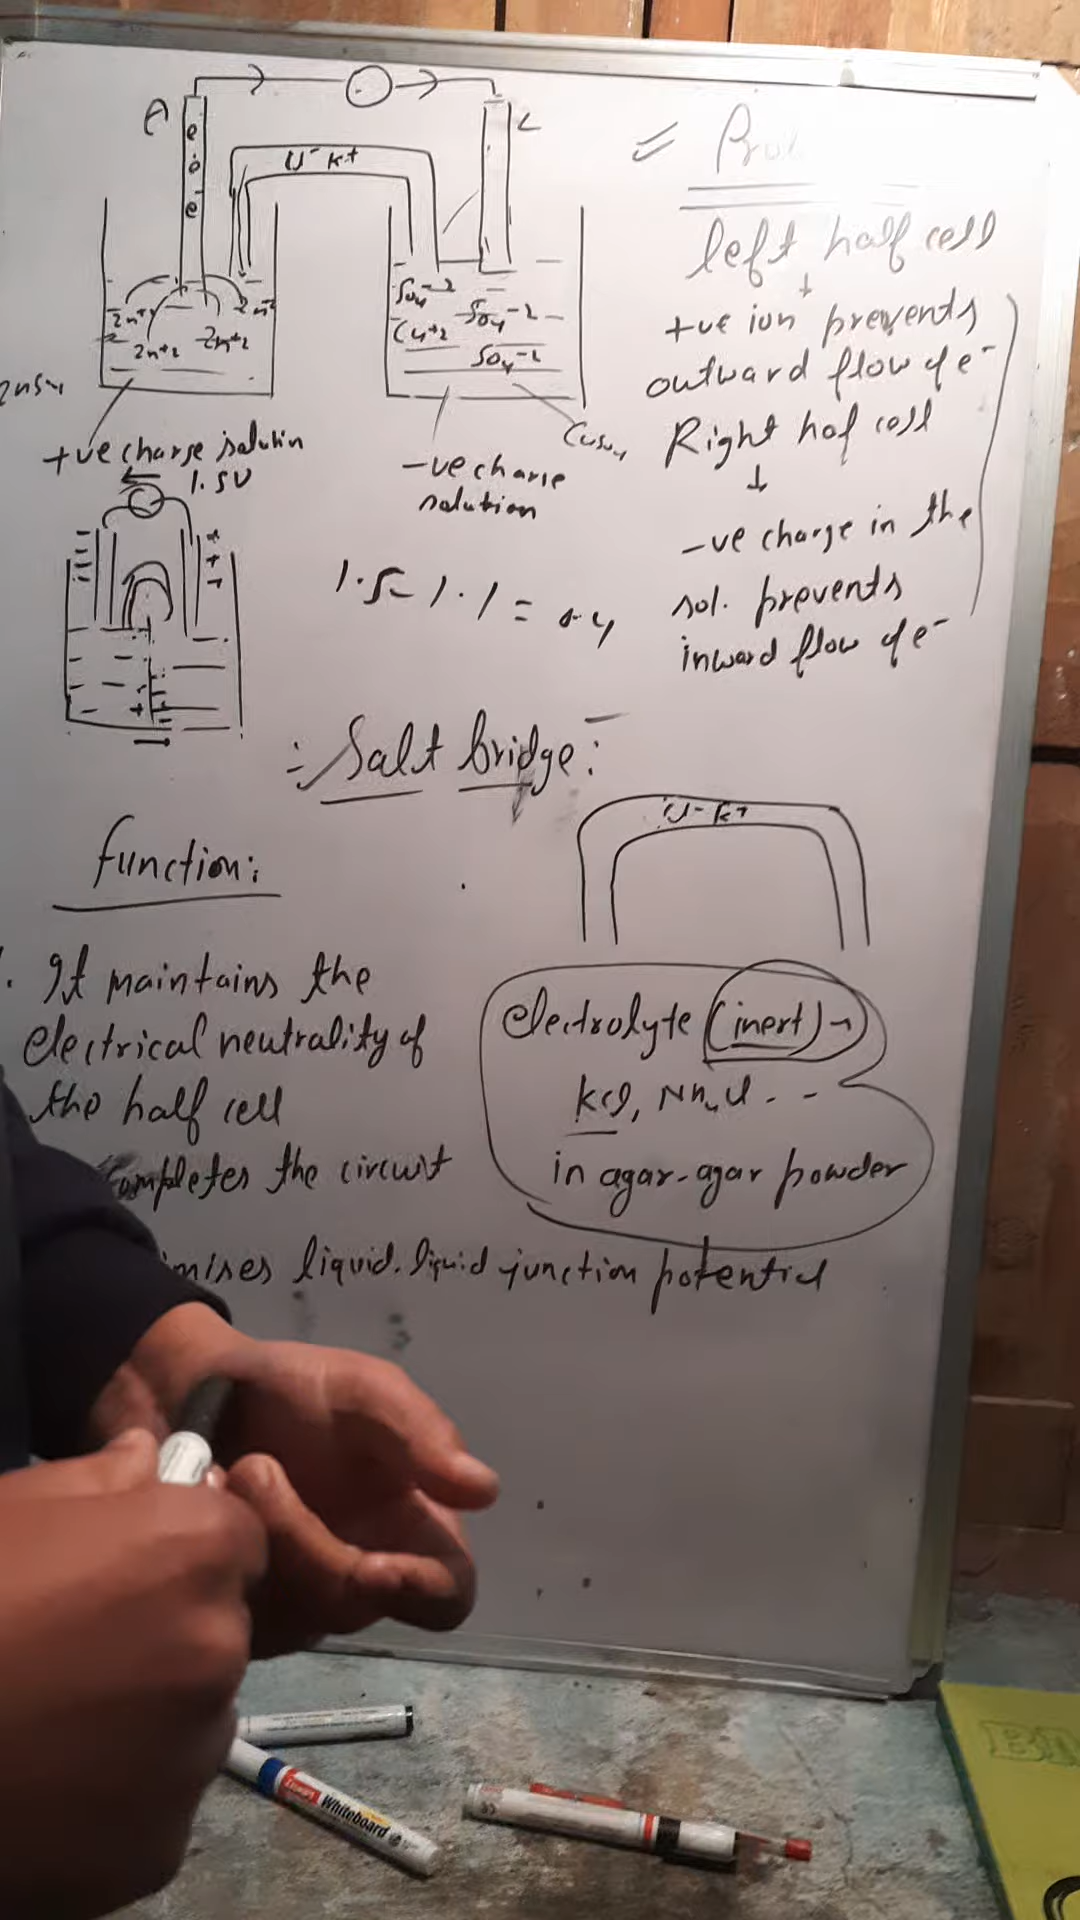 A
e
e
e
C
Cl- K+
Zn+2
Zn+2
Zn+2
Zn+2
SO4-2
Cu+2
SO4-2
SO4-2
ZnSO4
CuSO4
+ve charge solution
-ve charge
solution
1.5V
1.5 - 1.1 = 0.4
left half cell
+ve ion prevents
outward flow of e-
Right half cell
-ve charge in the
sol. prevents
inward flow of e-
:- Salt bridge:-
Cl- K+
function:
1. It maintains the
electrical neutrality of
the half cell
completes the circuit
liquid-liquid junction potential
electrolyte (inert) →
KCl, NH4Cl - -
in agar-agar powder
Whiteboard